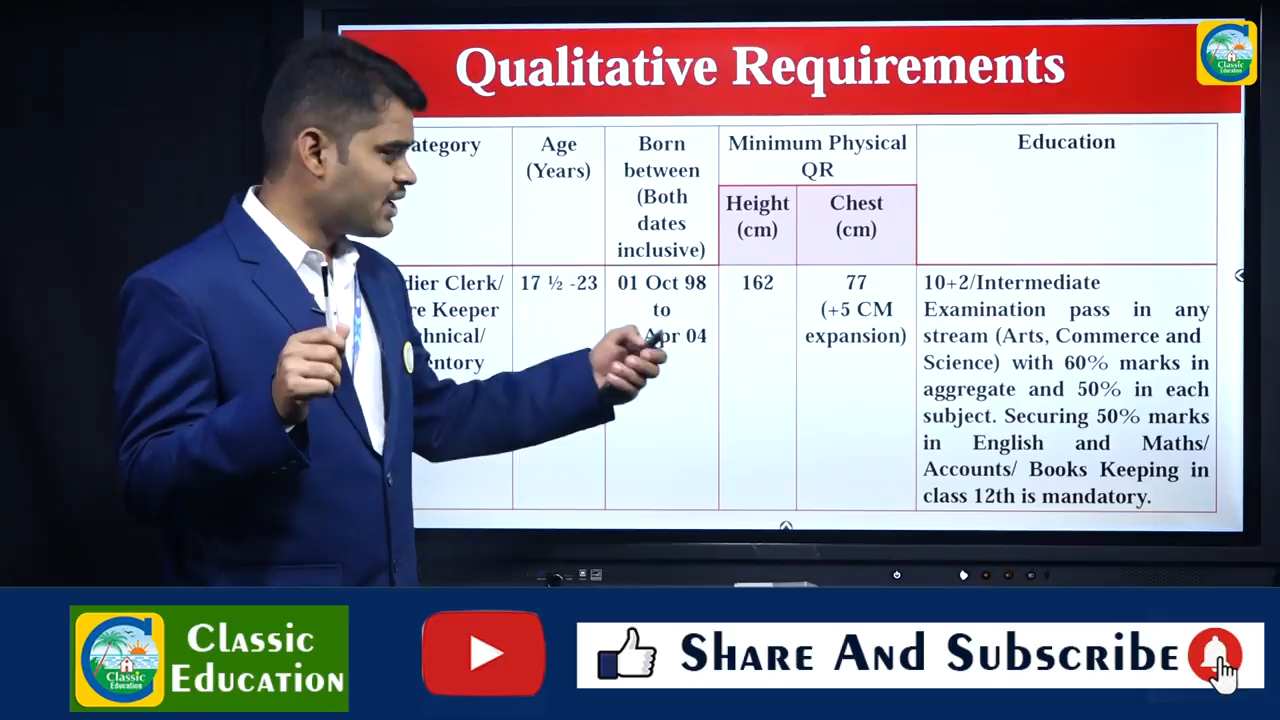 Qualitative Requirements
Classic
Education
ategory
Age
(Years)
Born
between
(Both
dates
inclusive)
Minimum Physical
QR
Height
(cm)
Chest
(cm)
Education
dier Clerk/
re Keeper
hnical/
entory
17 ½ -23
01 Oct 98
to
Apr 04
162
77
(+5 CM
expansion)
10+2/Intermediate
Examination pass in any
stream (Arts, Commerce and
Science) with 60% marks in
aggregate and 50% in each
subject. Securing 50% marks
in English and Maths/
Accounts/ Books Keeping in
class 12th is mandatory.
Classic
Education
Classic
Education
Share And Subscribe